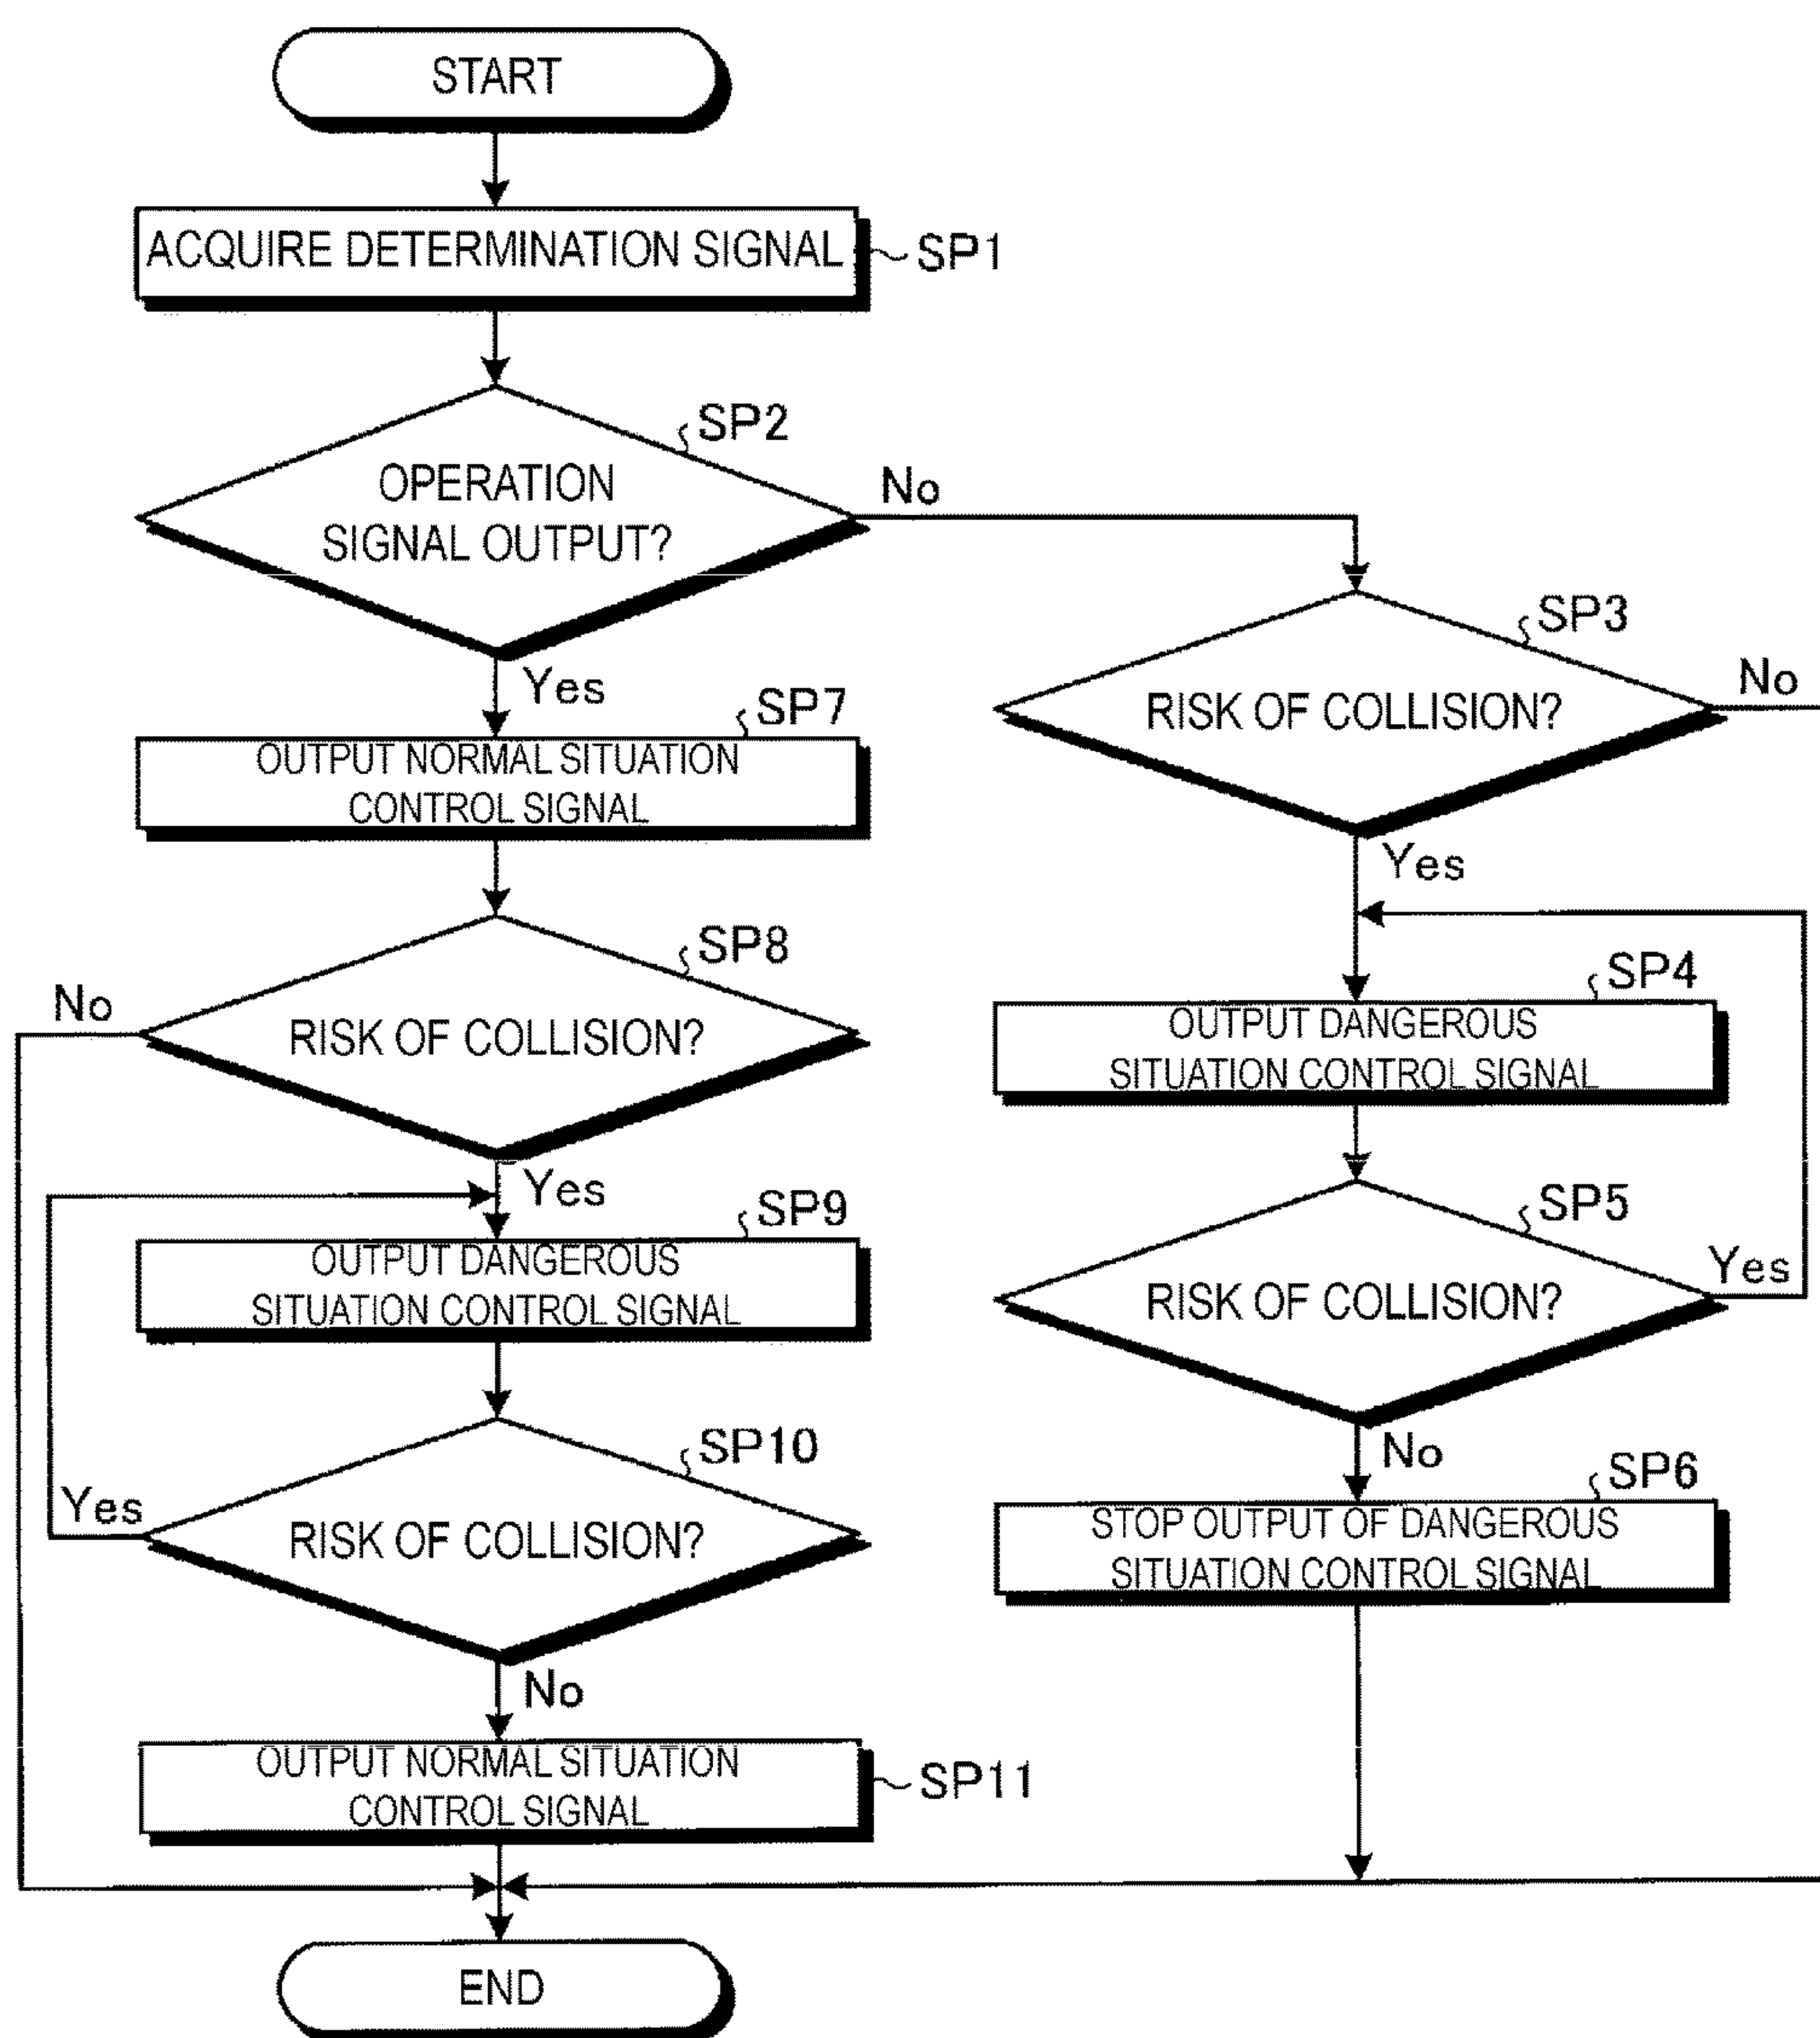 START
ACQUIRE DETERMINATION SIGNAL
SP1
SP2
OPERATION
SIGNAL OUTPUT?
No
Yes
SP3
RISK OF COLLISION?
No
Yes
SP4
OUTPUT DANGEROUS
SITUATION CONTROL SIGNAL
SP5
RISK OF COLLISION?
Yes
No
SP6
STOP OUTPUT OF DANGEROUS
SITUATION CONTROL SIGNAL
SP7
OUTPUT NORMAL SITUATION
CONTROL SIGNAL
SP8
No
RISK OF COLLISION?
Yes
SP9
OUTPUT DANGEROUS
SITUATION CONTROL SIGNAL
SP10
Yes
RISK OF COLLISION?
No
OUTPUT NORMAL SITUATION
CONTROL SIGNAL
SP11
END